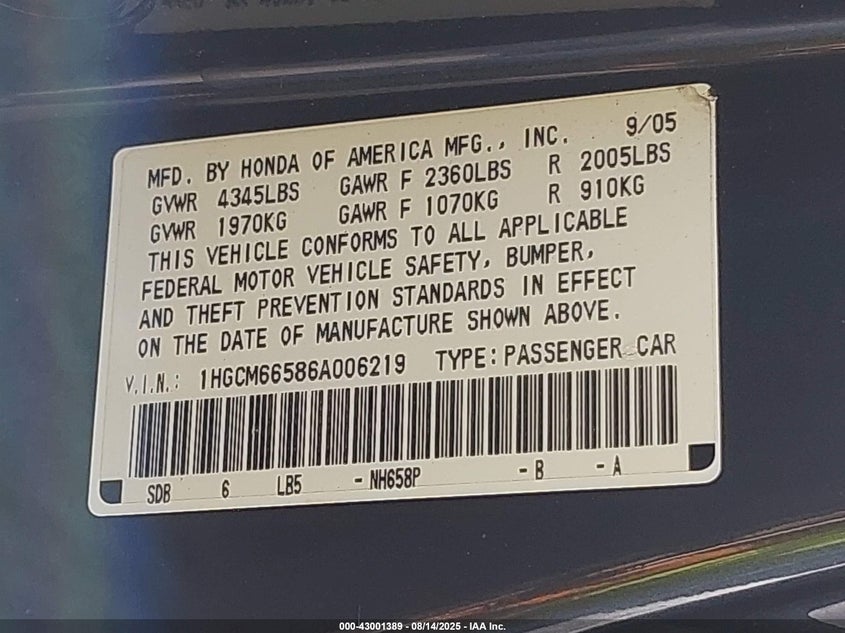 MFD. BY HONDA OF AMERICA MFG., INC. 9/05
GVWR 4345LBS GAWR F 2360LBS R 2005LBS
GVWR 1970KG GAWR F 1070KG R 910KG
THIS VEHICLE CONFORMS TO ALL APPLICABLE
FEDERAL MOTOR VEHICLE SAFETY, BUMPER,
AND THEFT PREVENTION STANDARDS IN EFFECT
ON THE DATE OF MANUFACTURE SHOWN ABOVE.
V.I.N.: 1HGCM66586A006219 TYPE:PASSENGER CAR
SDB 6 LB5 -NH658P -B -A
000-43001389 - 08/14/2025 - IAA Inc.